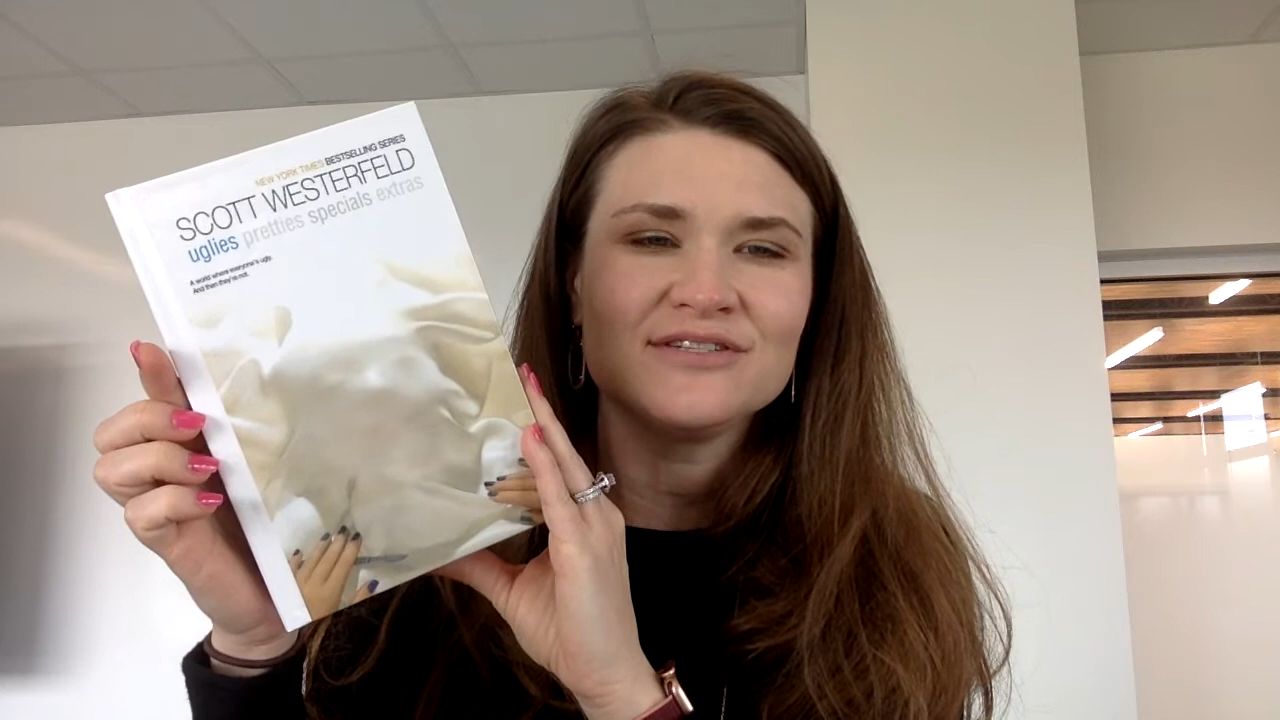 NEW YORK TIMES BESTSELLING SERIES
SCOTT WESTERFELD
uglies pretties specials extras
A world where everyone's ugly.
And then they're not.